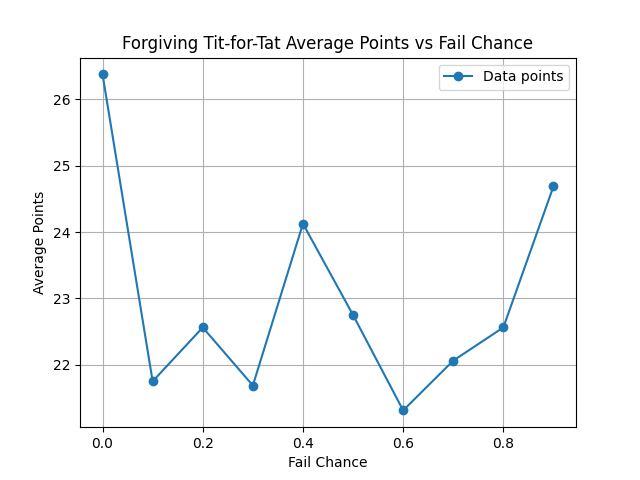 Forgiving Tit-for-Tat Average Points vs Fail Chance
Data points
26
25
24
23
22
Average Points
0.0 0.2 0.4 0.6 0.8
Fail Chance